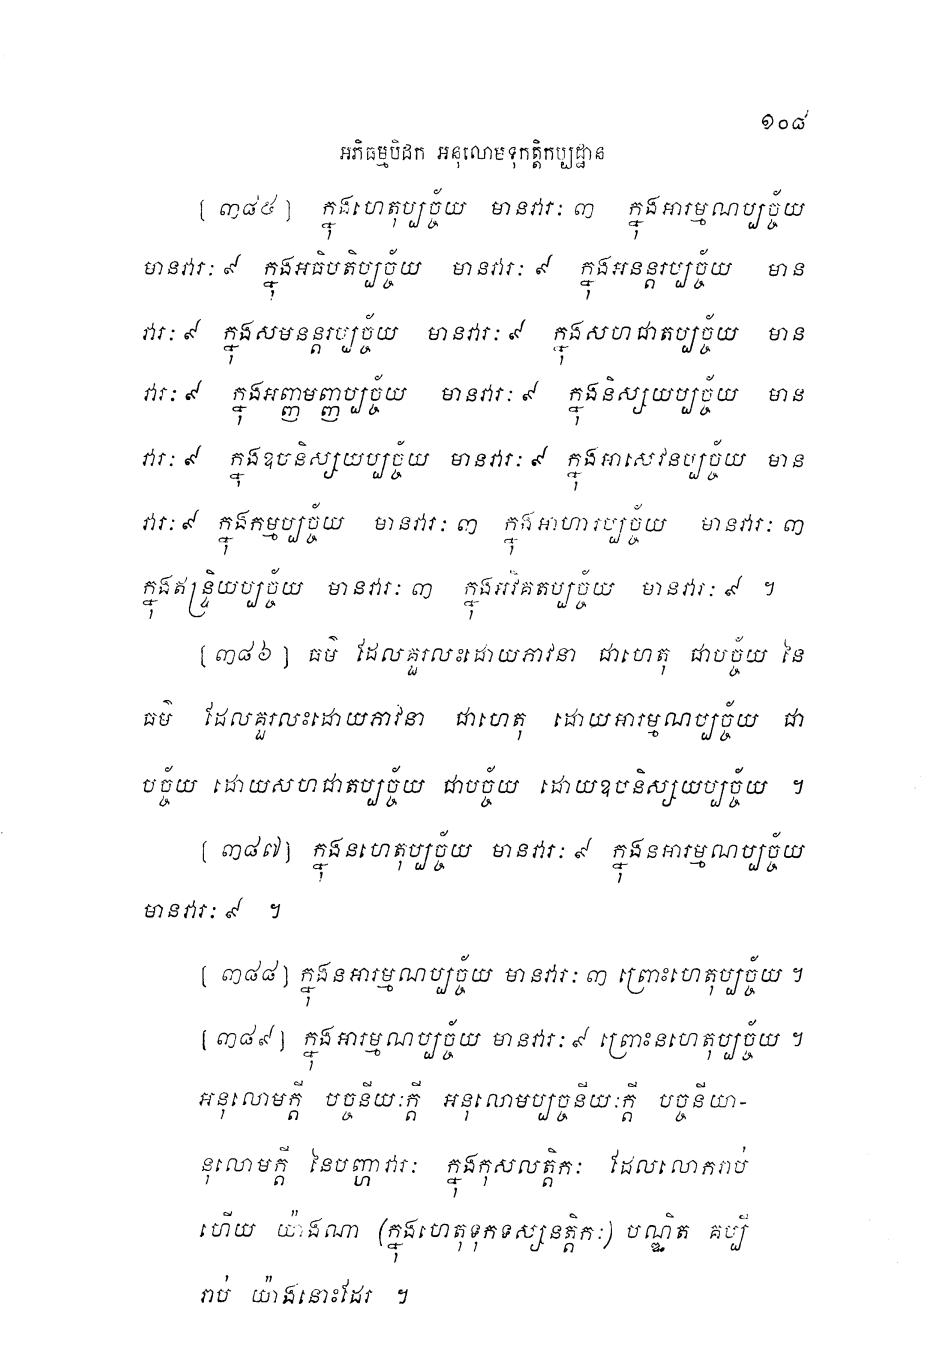 ១០៨
អភិធម្មបិដក អនុលោមទុកត្តិកប្បដ្ឋាន
[ ៣៨៥ ] ក្នុងហេតុប្បច្ច័យ មានវារៈ ៣ ក្នុងអារម្មណប្បច្ច័យ
មានវារៈ ៩ ក្នុងអធិបតិប្បច្ច័យ មានវារៈ ៩ ក្នុងអនន្តរប្បច្ច័យ មាន
វារៈ ៩ ក្នុងសមនន្តរប្បច្ច័យ មានវារៈ ៩ ក្នុងសហជាតប្បច្ច័យ មាន
វារៈ ៩ ក្នុងអញ្ញមញ្ញប្បច្ច័យ មានវារៈ ៩ ក្នុងនិស្សយប្បច្ច័យ មាន
វារៈ ៩ ក្នុងឧបនិស្សយប្បច្ច័យ មានវារៈ ៩ ក្នុងអាសេវនប្បច្ច័យ មាន
វារៈ ៩ ក្នុងកម្មប្បច្ច័យ មានវារៈ ៣ ក្នុងអាហារប្បច្ច័យ មានវារៈ ៣
ក្នុងឥន្ទ្រិយប្បច្ច័យ មានវារៈ ៣ ក្នុងអវិគតប្បច្ច័យ មានវារៈ ៩ ។
[ ៣៨៦ ] ធម៌ ដែលគួរលះដោយភាវនា ជាហេតុ ជាបច្ច័យ នៃ
ធម៌ ដែលគួរលះដោយភាវនា ជាហេតុ ដោយអារម្មណប្បច្ច័យ ជា
បច្ច័យ ដោយសហជាតប្បច្ច័យ ជាបច្ច័យ ដោយឧបនិស្សយប្បច្ច័យ ។
[ ៣៨៧] ក្នុងនហេតុប្បច្ច័យ មានវារៈ ៩ ក្នុងនអារម្មណប្បច្ច័យ
មានវារៈ ៩ ។
[ ៣៨៨] ក្នុងនអារម្មណប្បច្ច័យ មានវារៈ ៣ ព្រោះហេតុប្បច្ច័យ ។
[ ៣៨៩] ក្នុងអារម្មណប្បច្ច័យ មានវារៈ ៩ ព្រោះនហេតុប្បច្ច័យ ។
អនុលោមក្តី បច្ចនីយៈក្តី អនុលោមប្បច្ចនីយៈក្តី បច្ចនីយា-
នុលោមក្តី នៃបញ្ហាវារៈ ក្នុងកុសលត្តិកៈ ដែលលោករាប់
ហើយ យ៉ាងណា (ក្នុងហេតុទុកទស្សនត្តិកៈ) បណ្ឌិត គប្បី
រាប់ យ៉ាងនោះដែរ ។